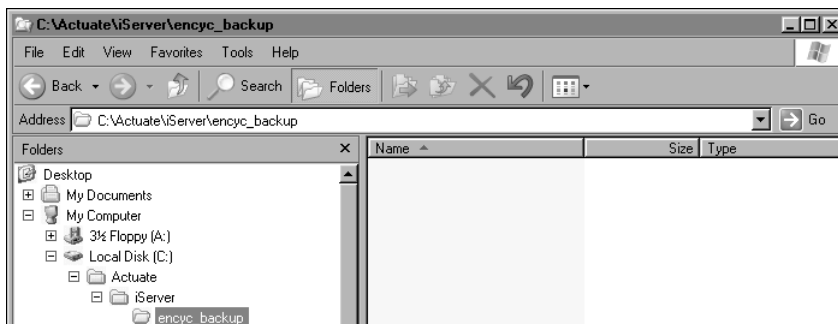 C:\Actuate\iServer\encyc_backup
File Edit View Favorites Tools Help
Back Search Folders
Address C:\Actuate\iServer\encyc_backup Go
Folders Name Size Type
Desktop
My Documents
My Computer
3½ Floppy (A:)
Local Disk (C:)
Actuate
iServer
encyc_backup